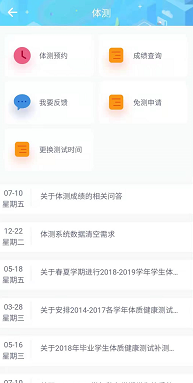 体测
体测预约
成绩查询
我要反馈
免测申请
更换测试时间
07-10
星期五
关于体测成绩的相关问答
12-22
星期二
体测系统数据清空需求
05-18
星期五
关于春夏学期进行2018-2019学年学生体...
03-28
星期三
关于安排2014-2017各学年体质健康测试...
05-16
星期三
关于2018年毕业学生体质健康测试补测...
07-10